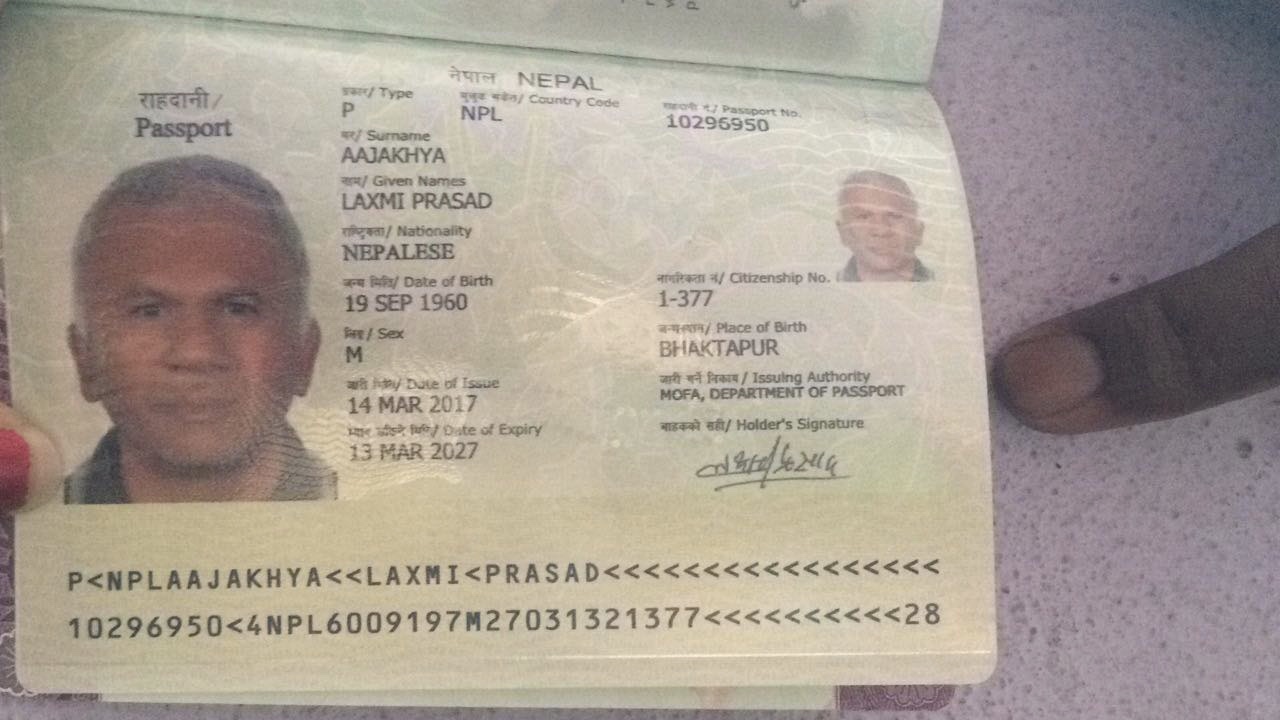 नेपाल NEPAL
राहदानी/
Passport
प्रकार/ Type
P
मुलुक संकेत/ Country Code
NPL
राहदानी नं./ Passport No.
10296950
थर/ Surname
AAJAKHYA
नाम/ Given Names
LAXMI PRASAD
राष्ट्रियता/ Nationality
NEPALESE
जन्म मिति/ Date of Birth
19 SEP 1960
नागरिकता नं/ Citizenship No.
1-377
लिङ्ग/ Sex
M
जन्मस्थान/ Place of Birth
BHAKTAPUR
जारी मिति/ Date of Issue
14 MAR 2017
जारी गर्ने निकाय/ Issuing Authority
MOFA, DEPARTMENT OF PASSPORT
Date of Expiry
13 MAR 2027
बाहकको सही/ Holder's Signature
P<NPLAAJAKHYA<<LAXMI<PRASAD<<<<<<<<<<<<<<<<<
10296950<4NPL6009197M27031321377<<<<<<<<<<28